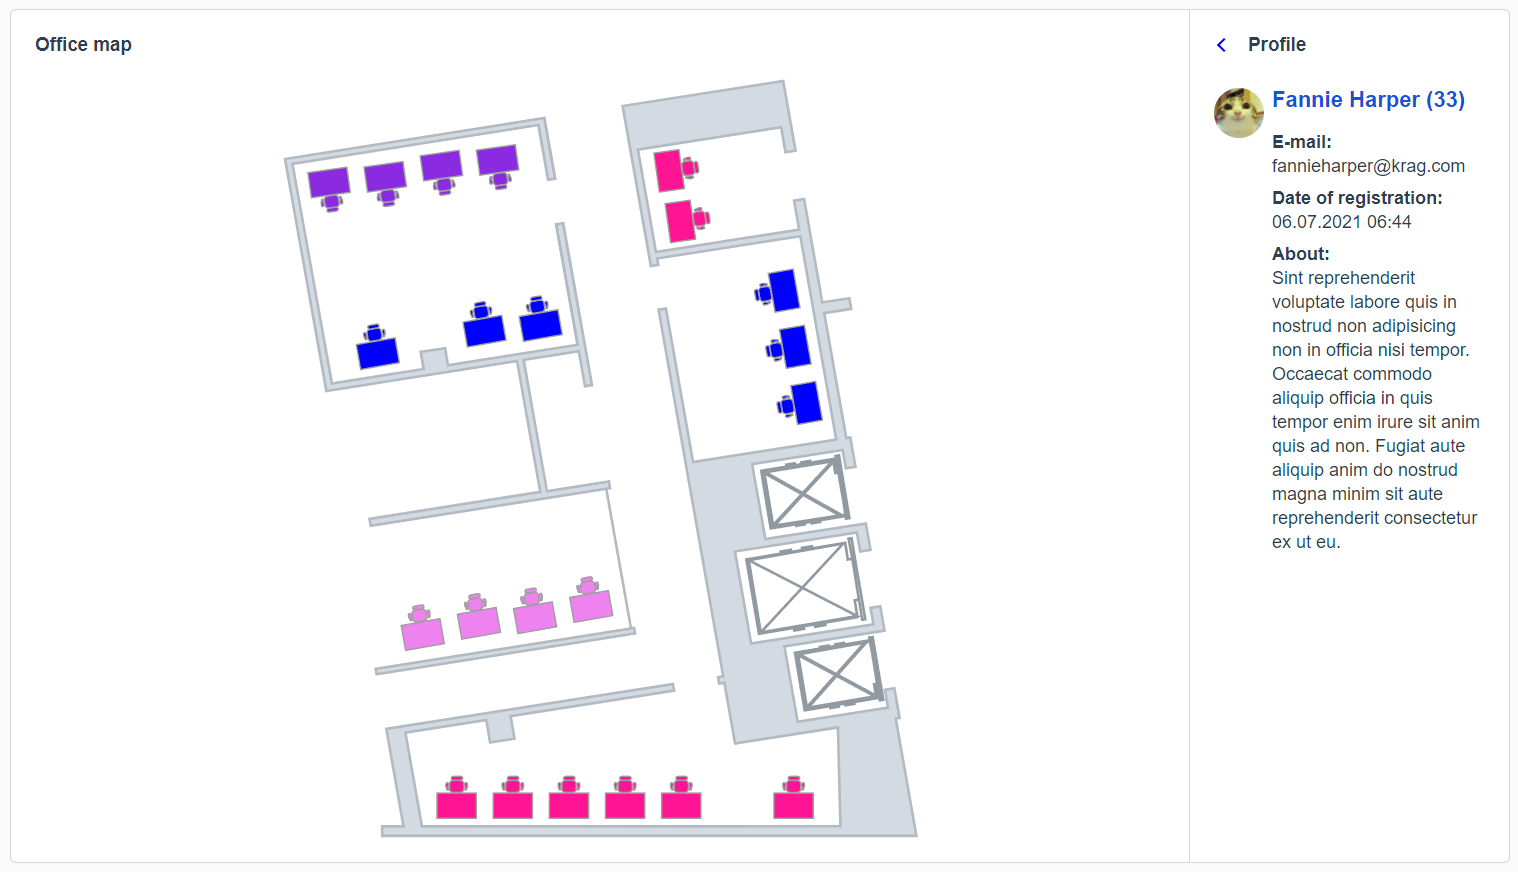 Office map
Profile
Fannie Harper (33)
E-mail:
fannieharper@krag.com
Date of registration:
06.07.2021 06:44
About:
Sint reprehenderit
voluptate labore quis in
nostrud non adipisicing
non in officia nisi tempor.
Occaecat commodo
aliquip officia in quis
tempor enim irure sit anim
quis ad non. Fugiat aute
aliquip anim do nostrud
magna minim sit aute
reprehenderit consectetur
ex ut eu.